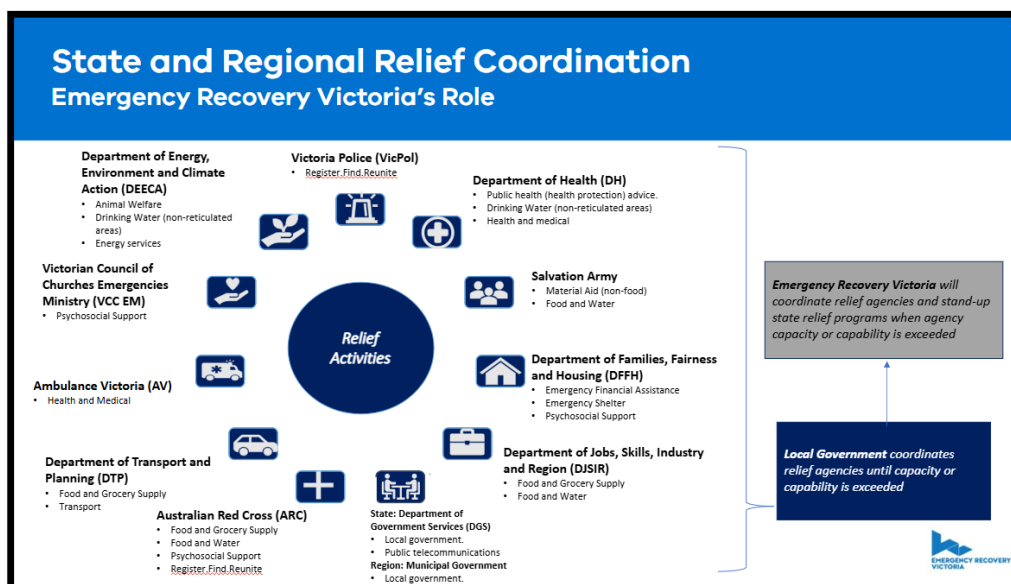 State and Regional Relief Coordination
Emergency Recovery Victoria's Role
Department of Energy,
Environment and Climate
Action (DEECA)
• Animal Welfare
• Drinking Water (non-reticulated
areas)
• Energy services
Victoria Police (VicPol)
• Register.Find.Reunite
Department of Health (DH)
• Public health (health protection) advice.
• Drinking Water (non-reticulated areas)
• Health and medical
Victorian Council of
Churches Emergencies
Ministry (VCC EM)
• Psychosocial Support
Salvation Army
• Material Aid (non-food)
• Food and Water
Relief
Activities
Ambulance Victoria (AV)
• Health and Medical
Department of Families, Fairness
and Housing (DFFH)
• Emergency Financial Assistance
• Emergency Shelter
• Psychosocial Support
Department of Transport and
Planning (DTP)
• Food and Grocery Supply
• Transport
Department of Jobs, Skills, Industry
and Region (DJSIR)
• Food and Grocery Supply
• Food and Water
Australian Red Cross (ARC)
• Food and Grocery Supply
• Food and Water
• Psychosocial Support
• Register.Find.Reunite
State: Department of
Government Services (DGS)
• Local government.
• Public telecommunications
Region: Municipal Government
• Local government.
Emergency Recovery Victoria will
coordinate relief agencies and stand-up
state relief programs when agency
capacity or capability is exceeded
Local Government coordinates
relief agencies until capacity or
capability is exceeded
EMERGENCY RECOVERY
VICTORIA